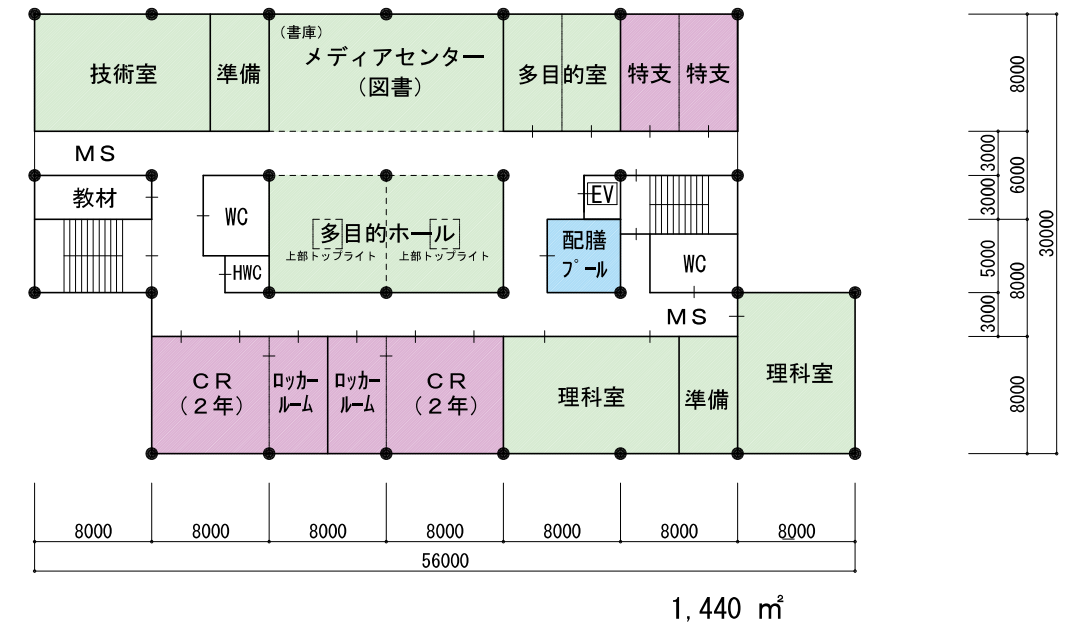 (書庫)
メディアセンター
(図書)
技術室
準備
多目的室
特支
特支
ＭＳ
教材
WC
HWC
多目的ホール
上部トップライト
上部トップライト
EV
配膳
プール
WC
ＭＳ
ＣＲ
(２年)
ロッカー
ルーム
ロッカー
ルーム
ＣＲ
(２年)
理科室
準備
理科室
8000
3000
3000
6000
5000
3000
8000
8000
30000
8000
8000
8000
8000
8000
8000
8000
56000
1,440 ㎡